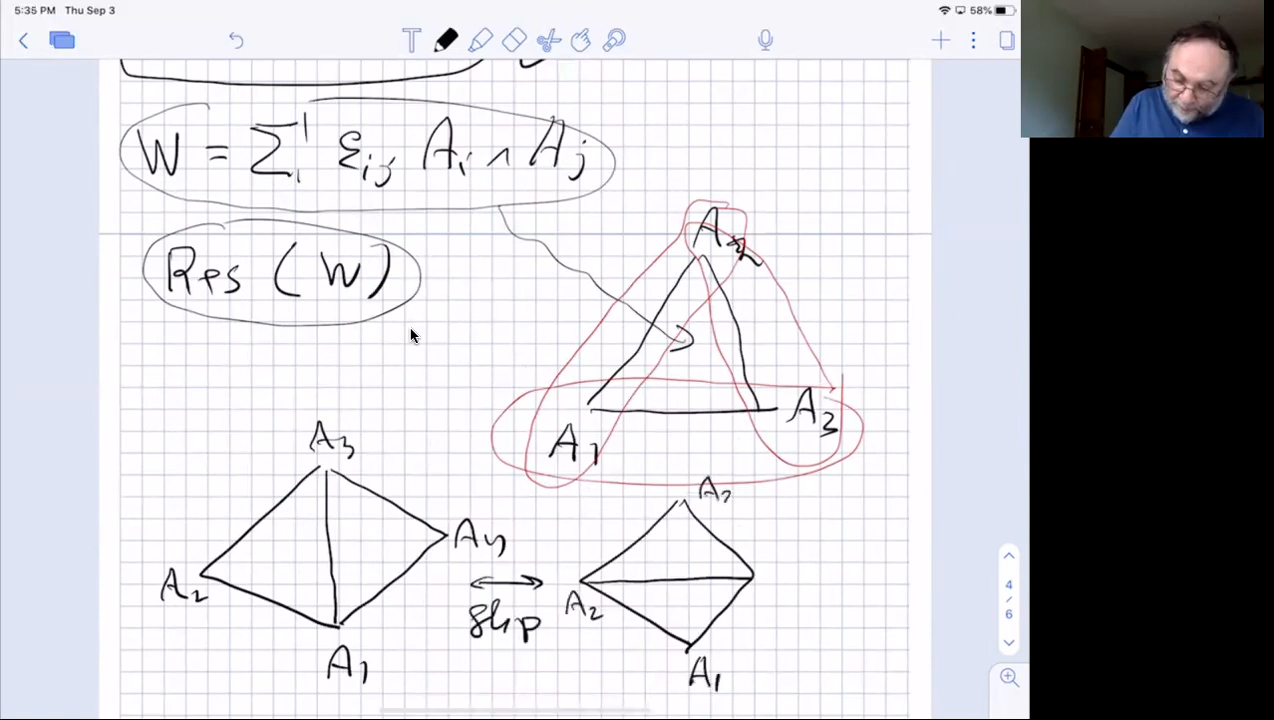 5:35 PM Thu Sep 3
58%
T
W = Σ ε_ij A_i ∧ A_j
Res (W)
A_2
A_1
A_3
A_3
A_2
A_4
A_1
flip
A_2
A_1
4
/
6